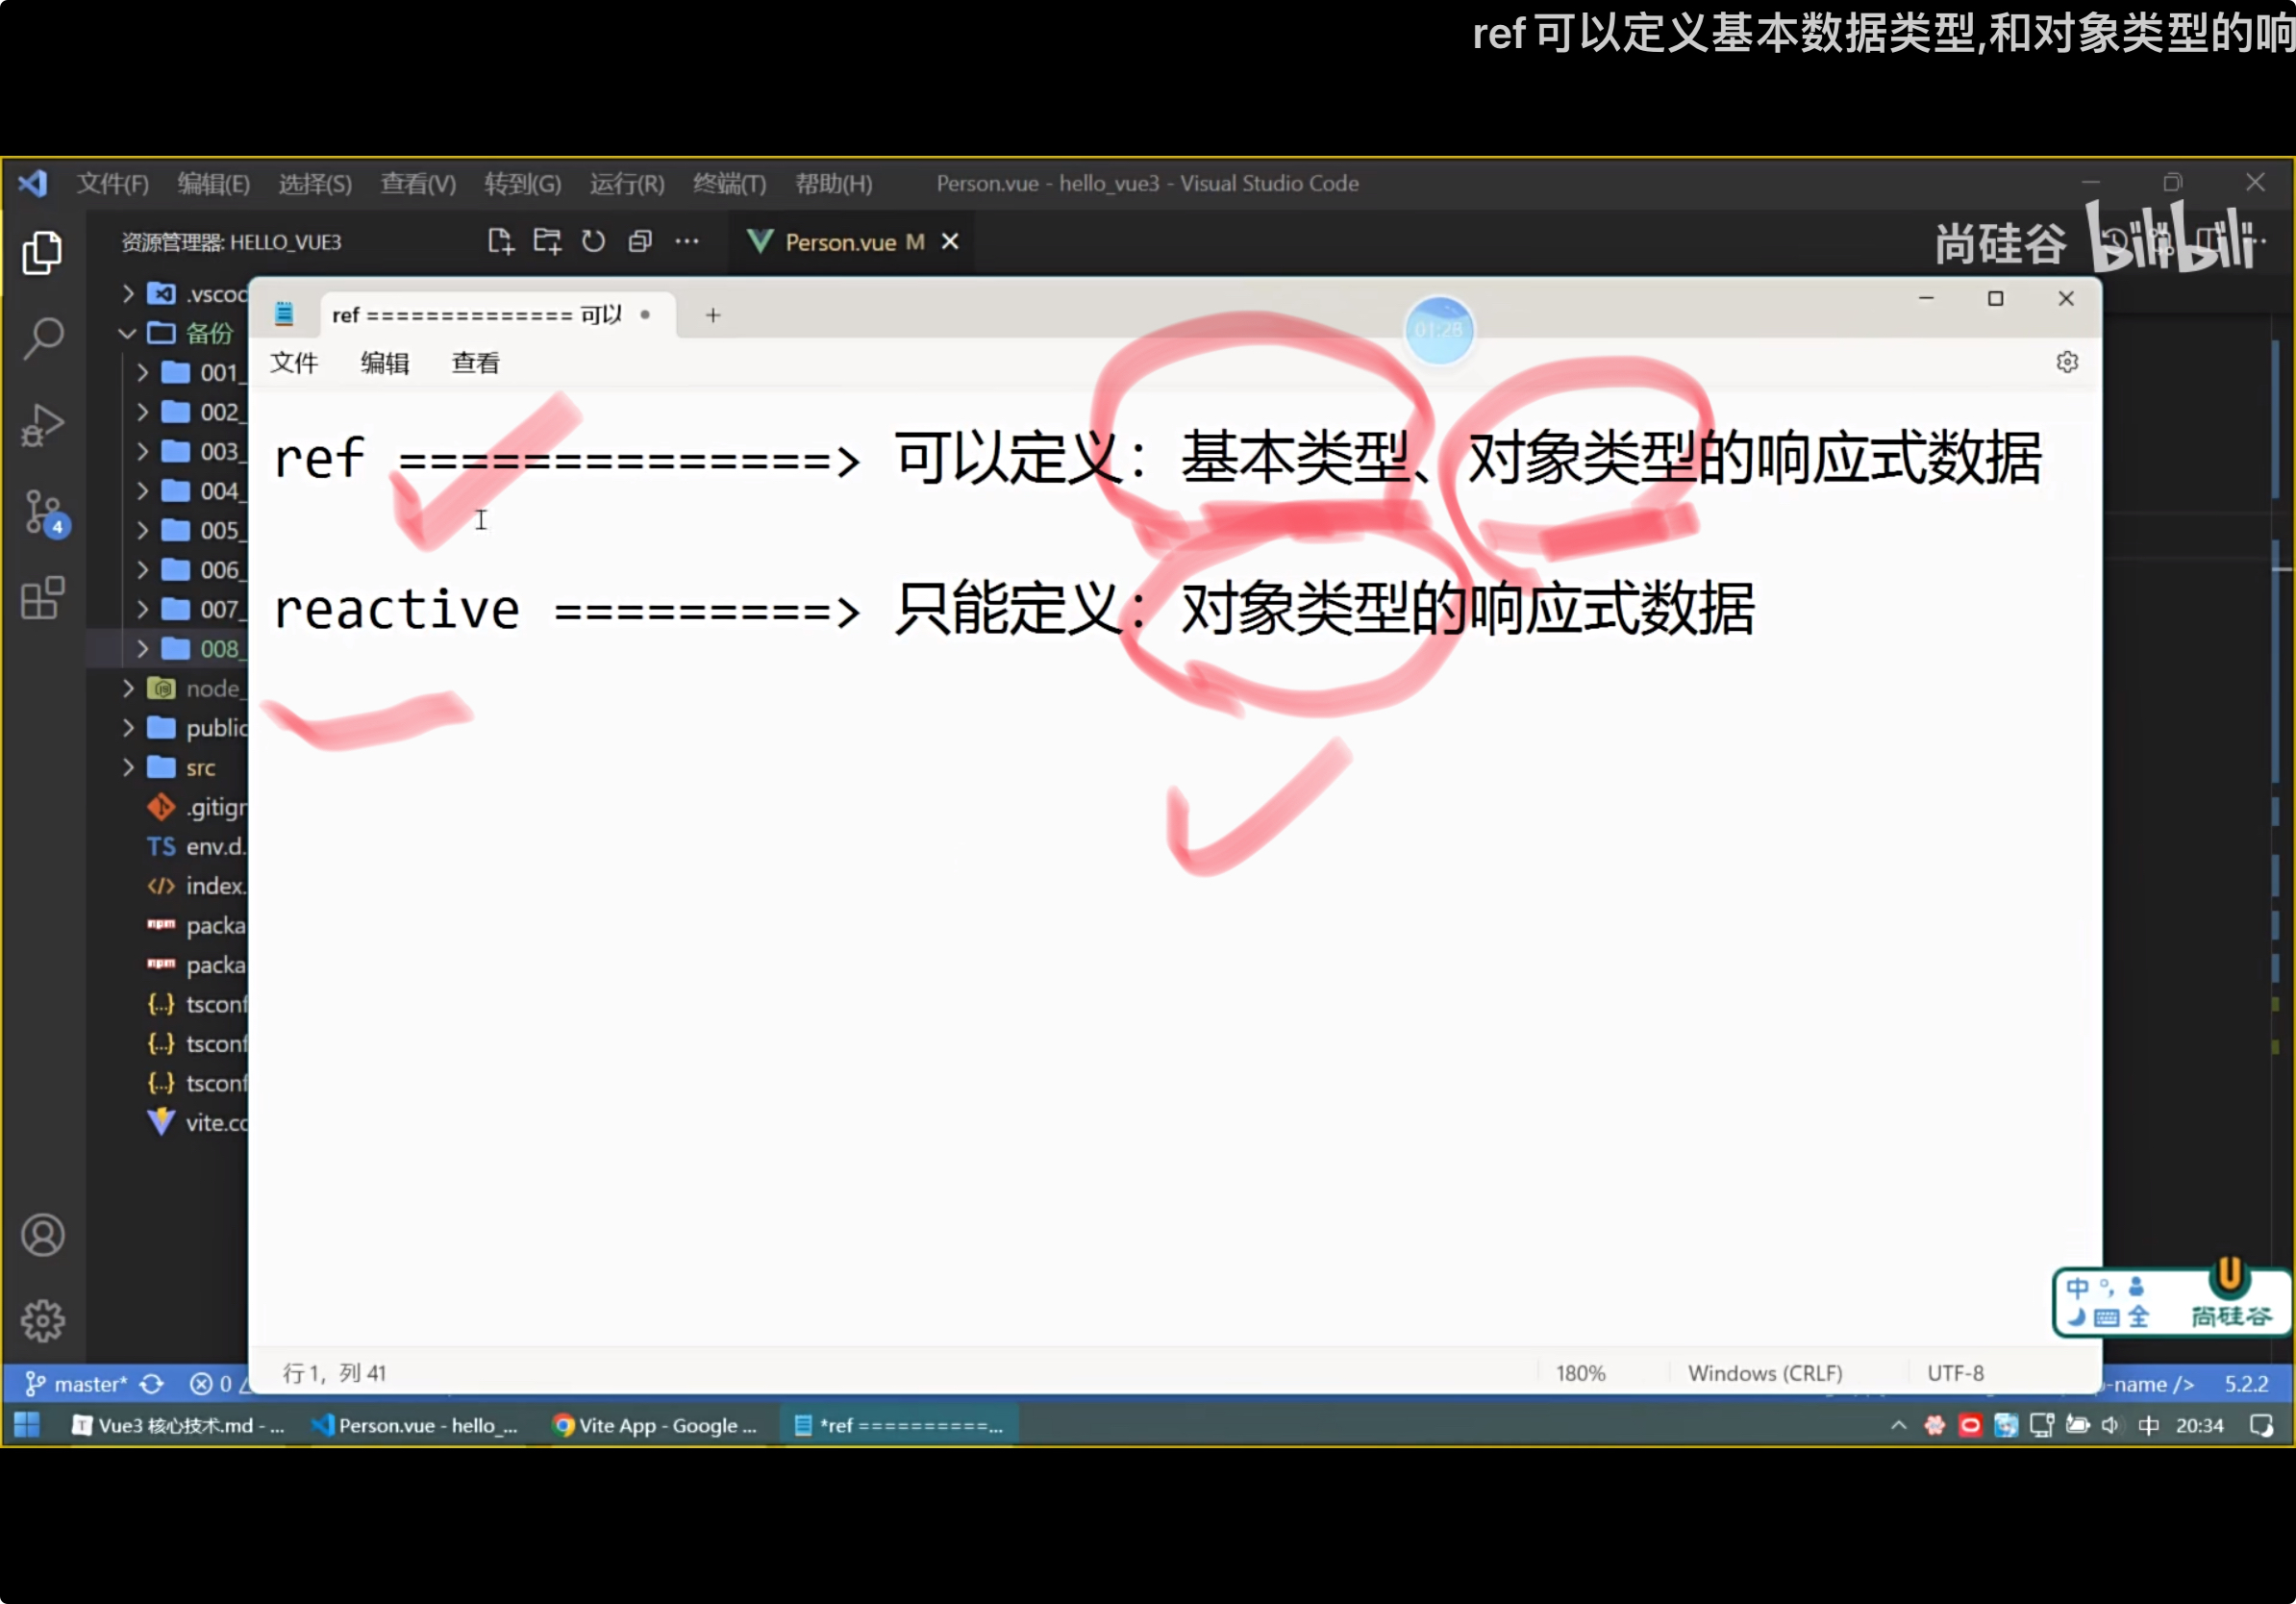 ref可以定义基本数据类型,和对象类型的响
文件(F) 编辑(E) 选择(S) 查看(V) 转到(G) 运行(R) 终端(T) 帮助(H) Person.vue - hello_vue3 - Visual Studio Code
资源管理器: HELLO_VUE3
Person.vue M
尚硅谷 bilibili
.vscod
备份
001_
002_
003_
004_
005_
006_
007_
008_
node_
public
src
.gitign
TS env.d.
index.
packa
packa
tsconf
tsconf
tsconf
vite.co
4
ref ============== 可以
01:28
文件 编辑 查看
ref ===============> 可以定义：基本类型、对象类型的响应式数据
reactive =========> 只能定义：对象类型的响应式数据
行 1，列 41 180% Windows (CRLF) UTF-8
中 °,
全 尚硅谷
master* 0
-name /> 5.2.2
Vue3 核心技术.md - ... Person.vue - hello_... Vite App - Google ... *ref ==========... 中 20:34